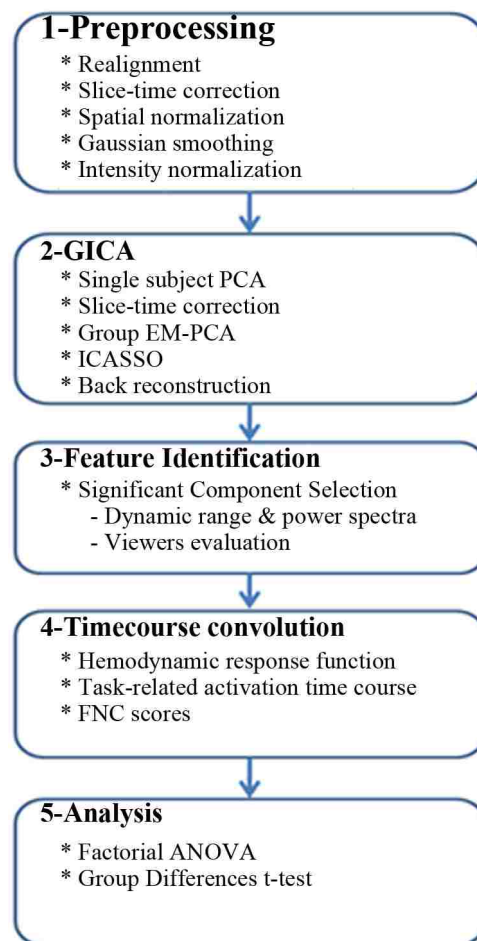 1-Preprocessing
* Realignment
* Slice-time correction
* Spatial normalization
* Gaussian smoothing
* Intensity normalization
2-GICA
* Single subject PCA
* Slice-time correction
* Group EM-PCA
* ICASSO
* Back reconstruction
3-Feature Identification
* Significant Component Selection
- Dynamic range & power spectra
- Viewers evaluation
4-Timecourse convolution
* Hemodynamic response function
* Task-related activation time course
* FNC scores
5-Analysis
* Factorial ANOVA
* Group Differences t-test